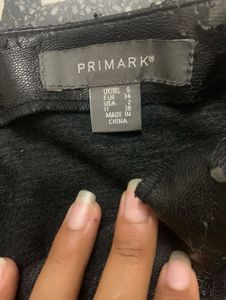 PRIMARK®
UK/IRL 6
EUR 34
USA 2
IT 38
MADE IN
CHINA